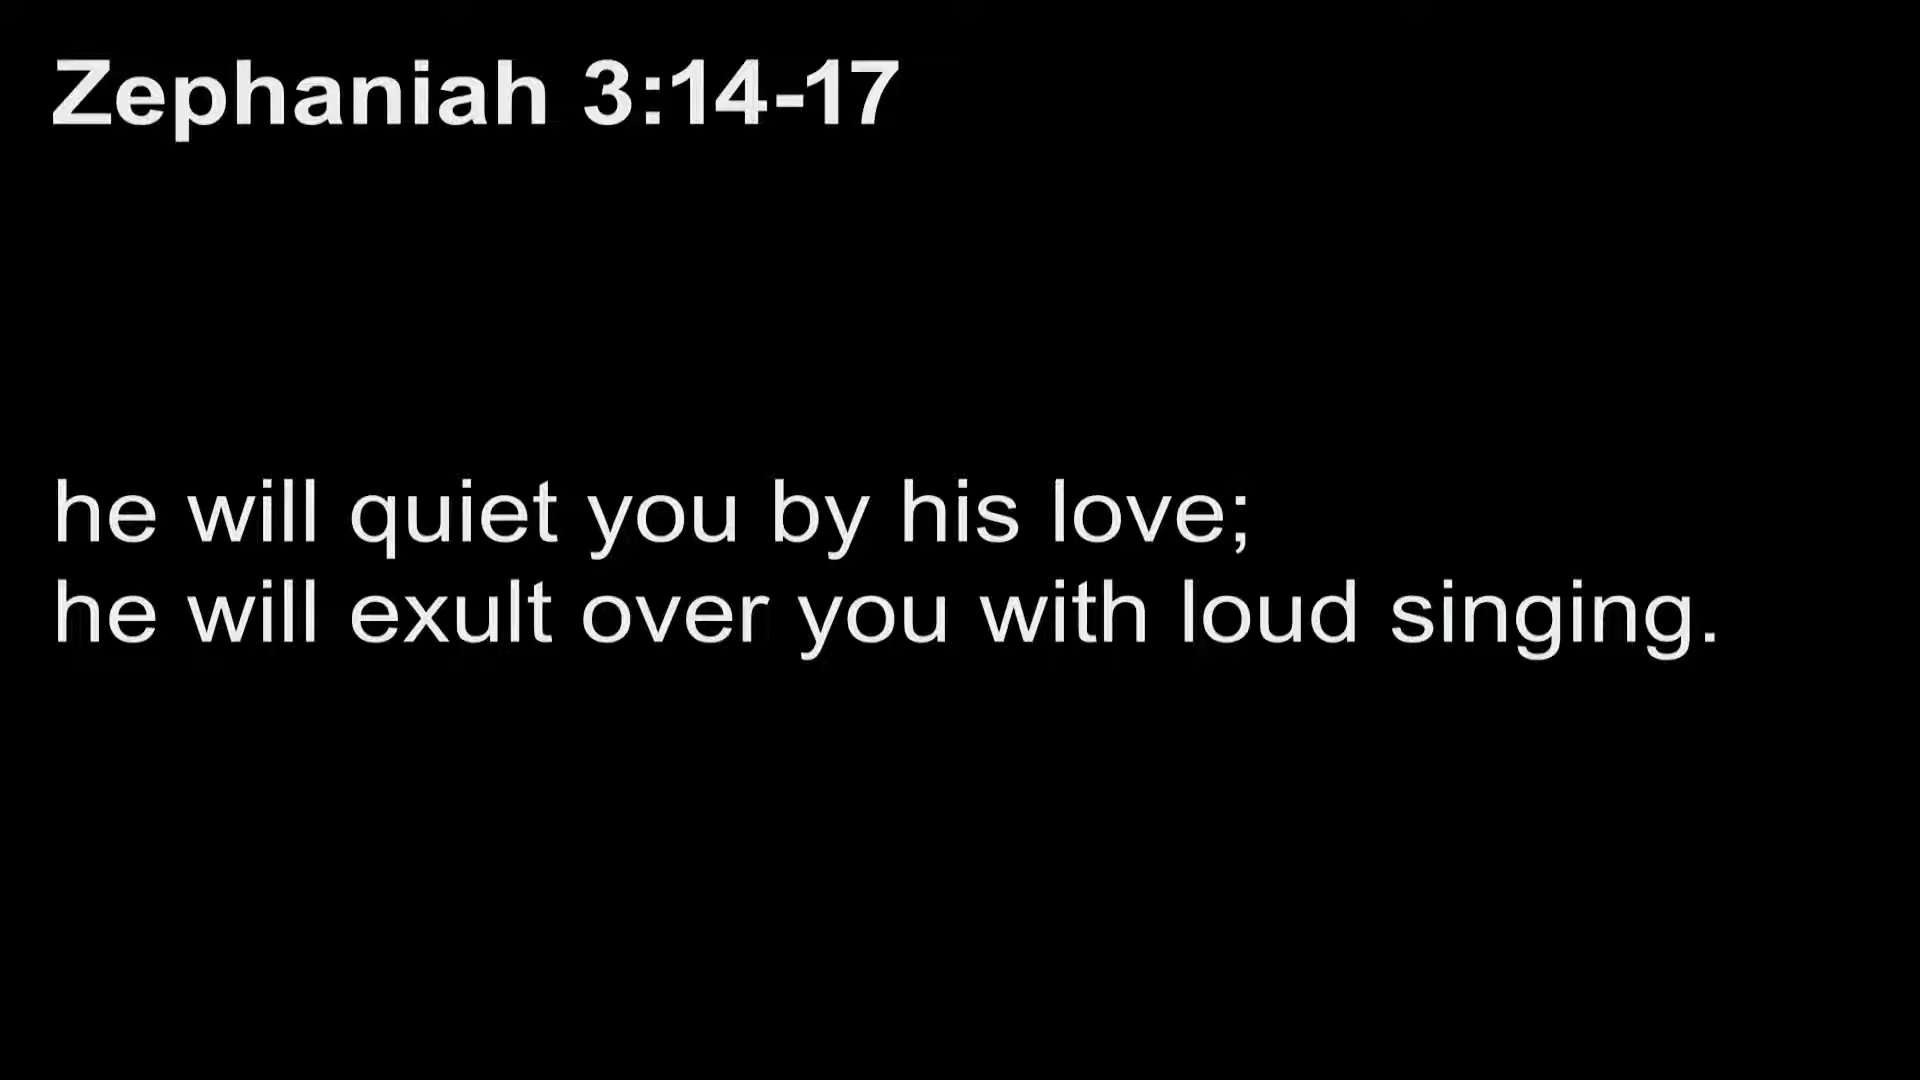 Zephaniah 3:14-17
he will quiet you by his love;
he will exult over you with loud singing.